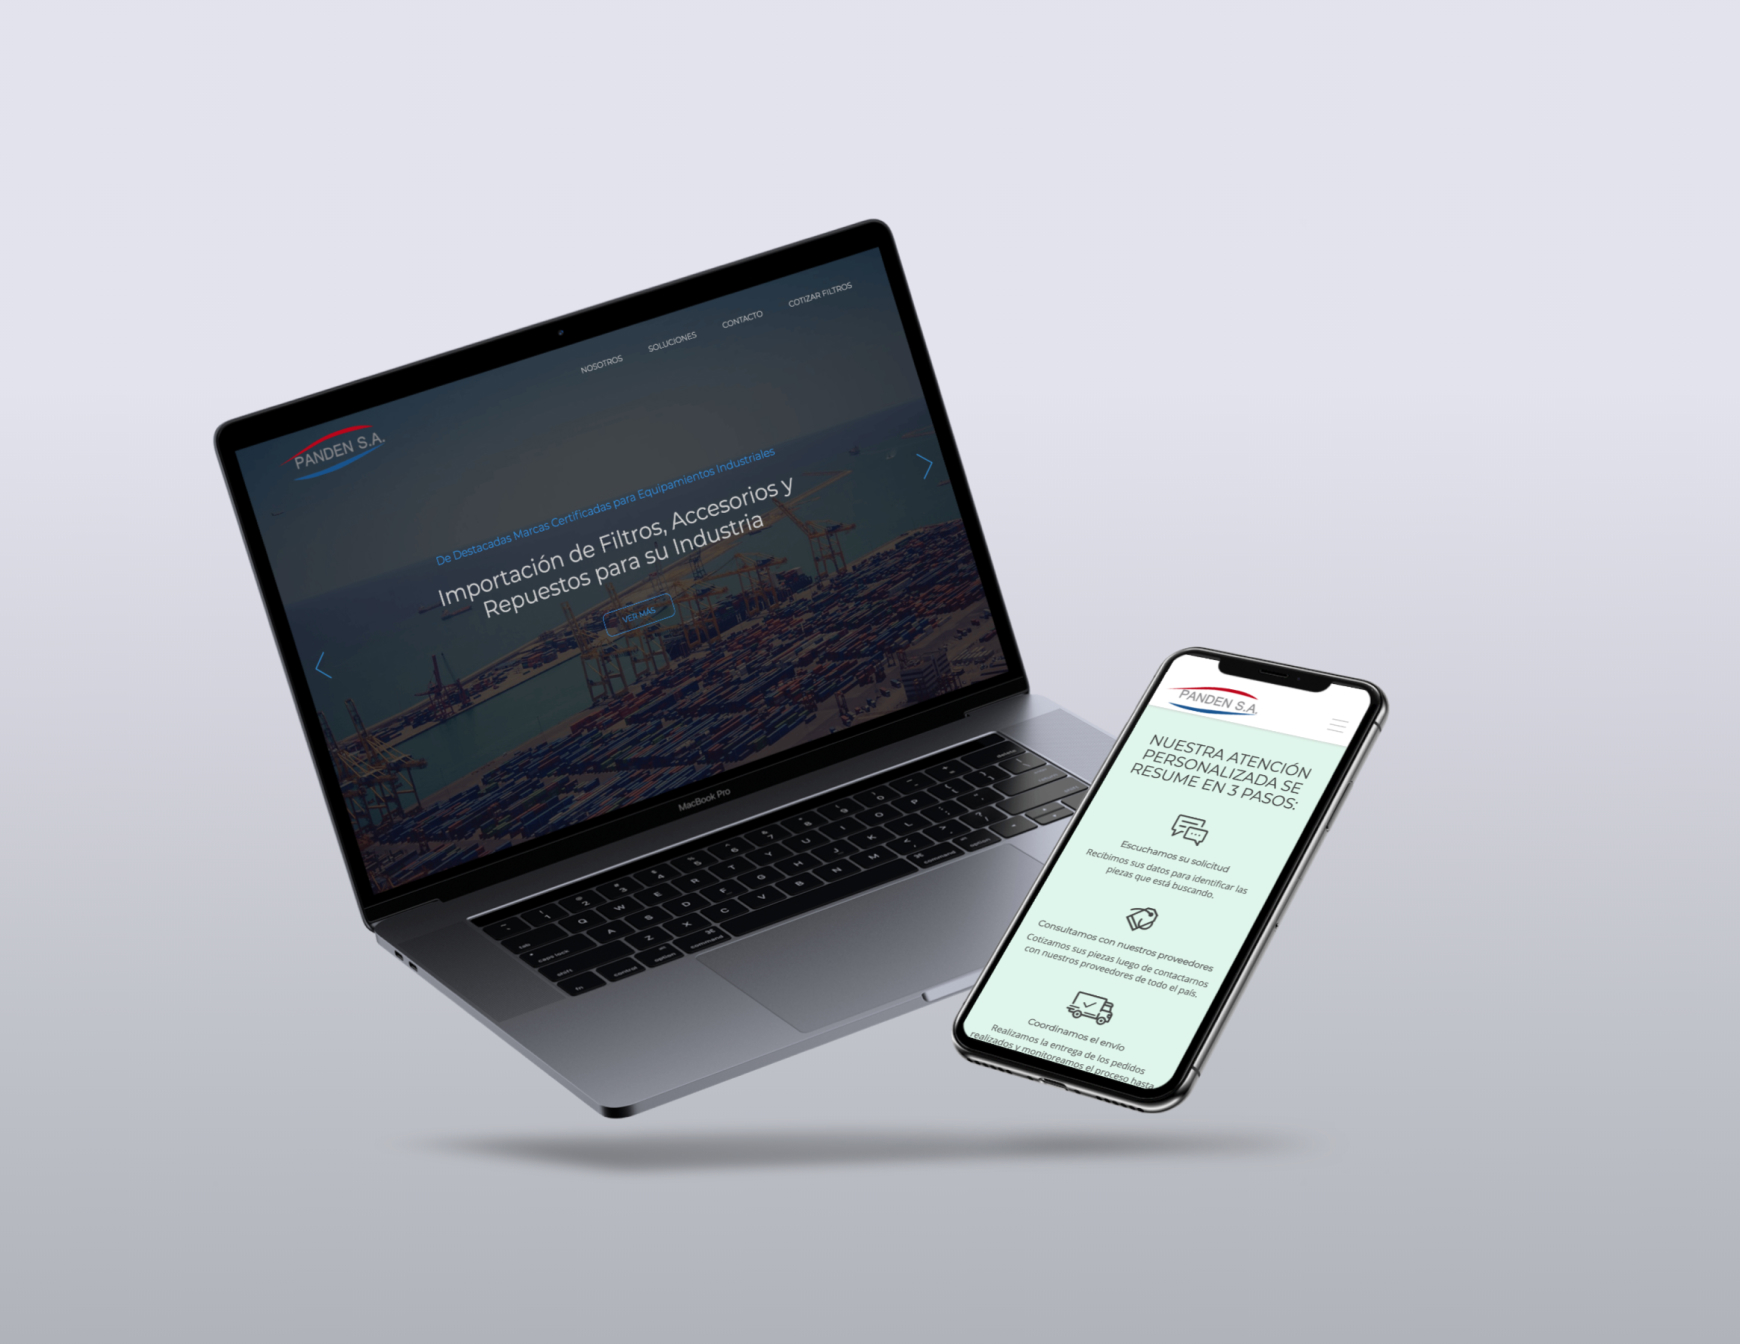 NOSOTROS
SOLUCIONES
CONTACTO
COTIZAR FILTROS
PANDEN S.A.
De Destacadas Marcas Certificadas para Equipamientos Industriales
Importación de Filtros, Accesorios y
Repuestos para su Industria
VER MÁS
MacBook Pro
PANDEN S.A.
NUESTRA ATENCIÓN
PERSONALIZADA SE
RESUME EN 3 PASOS:
Escuchamos su solicitud
Recibimos sus datos para identificar las
piezas que está buscando.
Consultamos con nuestros proveedores
Cotizamos sus piezas luego de contactarnos
con nuestros proveedores de todo el país.
Coordinamos el envío
Realizamos la entrega de los pedidos
realizados y monitoreamos el proceso hasta